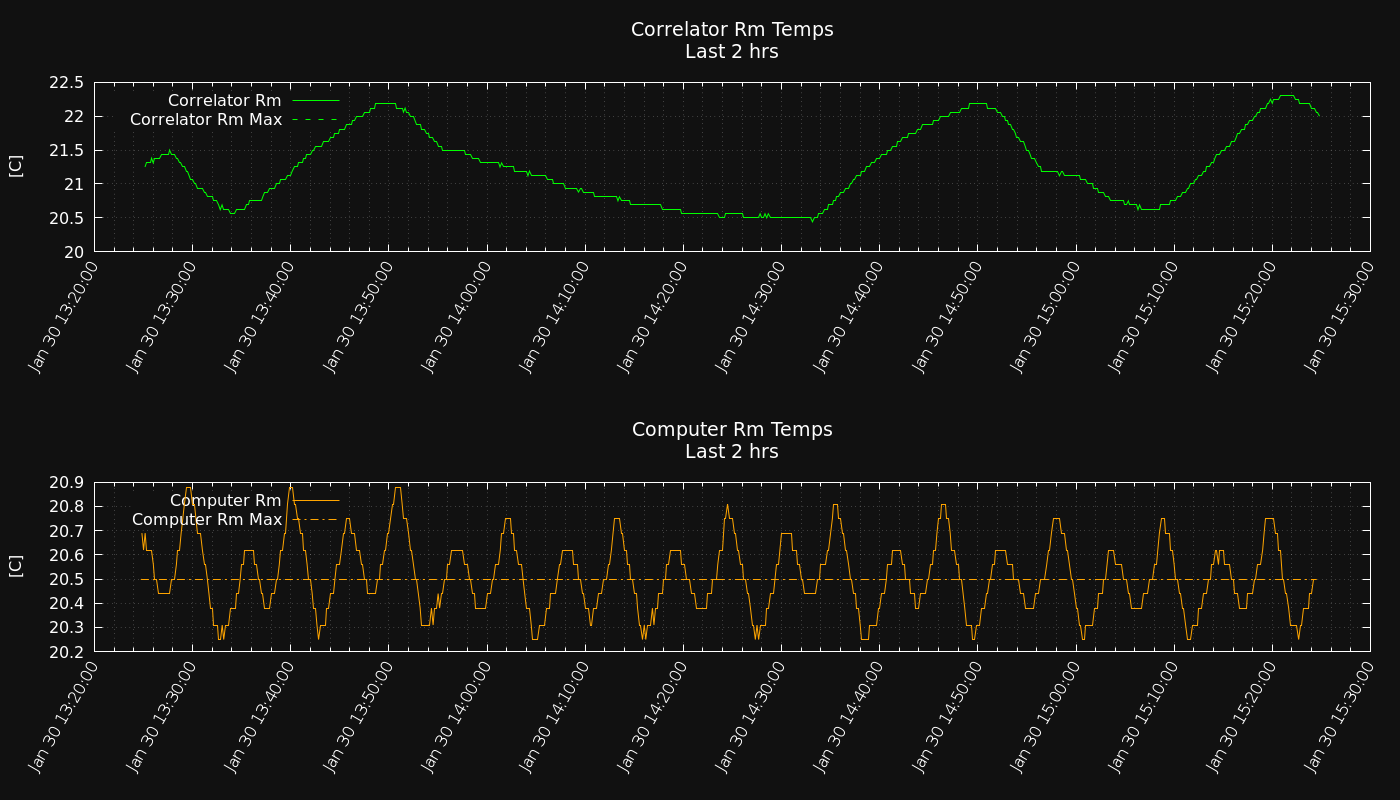 Correlator Rm Temps
Last 2 hrs
22.5
22
21.5
21
20.5
20
[C]
Correlator Rm
Correlator Rm Max
Jan 30 13:20:00
Jan 30 13:30:00
Jan 30 13:40:00
Jan 30 13:50:00
Jan 30 14:00:00
Jan 30 14:10:00
Jan 30 14:20:00
Jan 30 14:30:00
Jan 30 14:40:00
Jan 30 14:50:00
Jan 30 15:00:00
Jan 30 15:10:00
Jan 30 15:20:00
Jan 30 15:30:00
Computer Rm Temps
Last 2 hrs
20.9
20.8
20.7
20.6
20.5
20.4
20.3
20.2
[C]
Computer Rm
Computer Rm Max
Jan 30 13:20:00
Jan 30 13:30:00
Jan 30 13:40:00
Jan 30 13:50:00
Jan 30 14:00:00
Jan 30 14:10:00
Jan 30 14:20:00
Jan 30 14:30:00
Jan 30 14:40:00
Jan 30 14:50:00
Jan 30 15:00:00
Jan 30 15:10:00
Jan 30 15:20:00
Jan 30 15:30:00